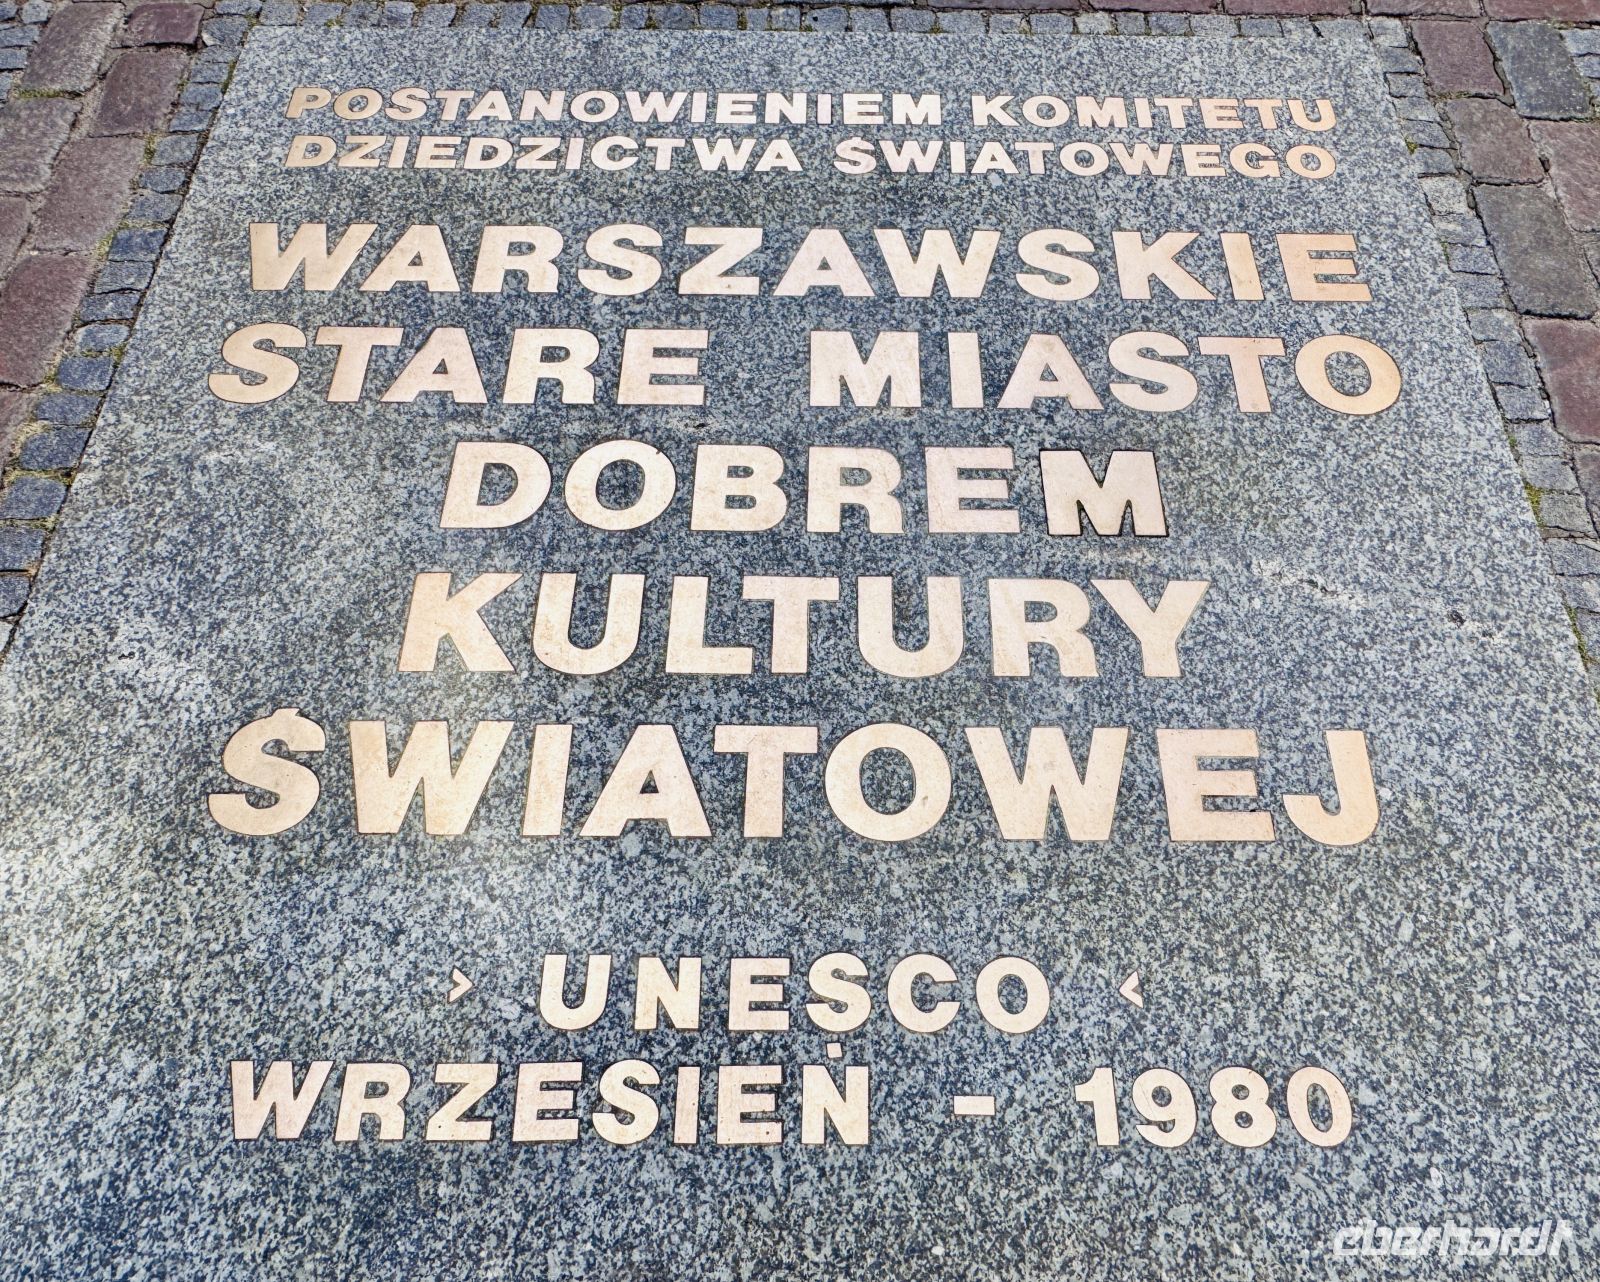 POSTANOWIENIEM KOMITETU
DZIEDZICTWA ŚWIATOWEGO
WARSZAWSKIE
STARE MIASTO
DOBREM
KULTURY
ŚWIATOWEJ
> UNESCO <
WRZESIEŃ - 1980
eberhardt